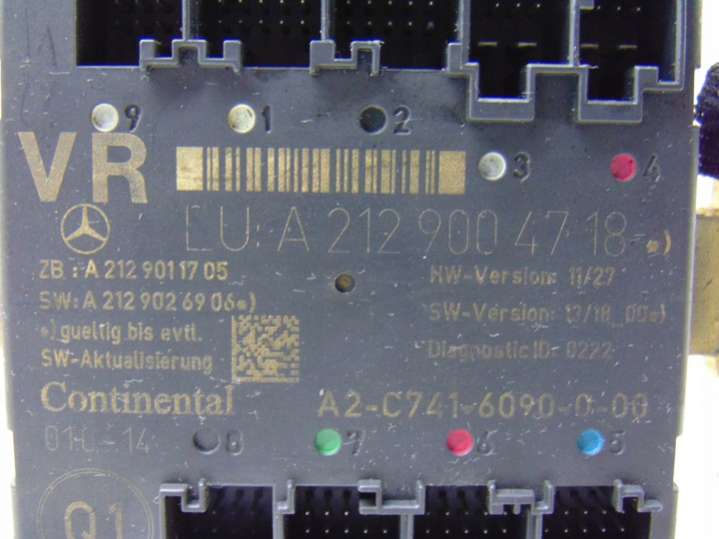 9 1 2
VR
3 4
LU: A 212 900 47 18 *)
ZB : A 212 901 17 05
SW: A 212 902 69 06*)
*) gueltig bis evtl.
SW-Aktualisierung
HW-Version: 11/27
SW-Version: 13/18_00*)
Diagnostic ID: 0222
Continental
A2-C741-6090-0-00
010-14
8 7 6 5
Q1